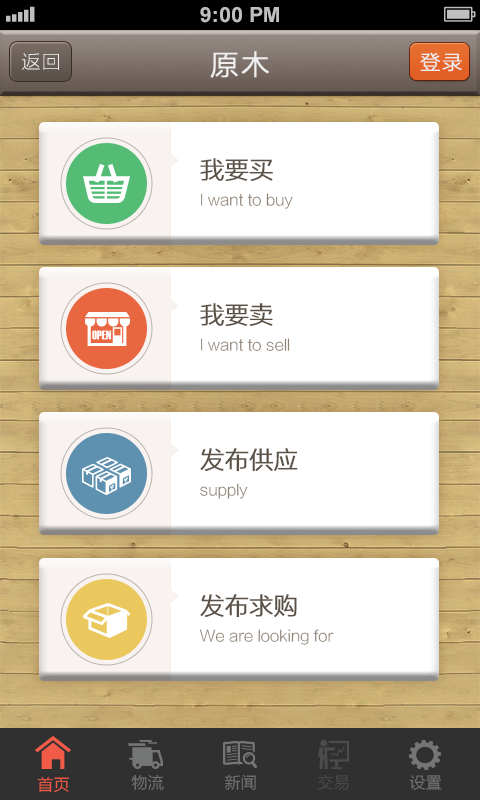 9:00 PM
返回
原木
登录
我要买
I want to buy
OPEN
我要卖
I want to sell
发布供应
supply
发布求购
We are looking for
首页
物流
新闻
交易
设置